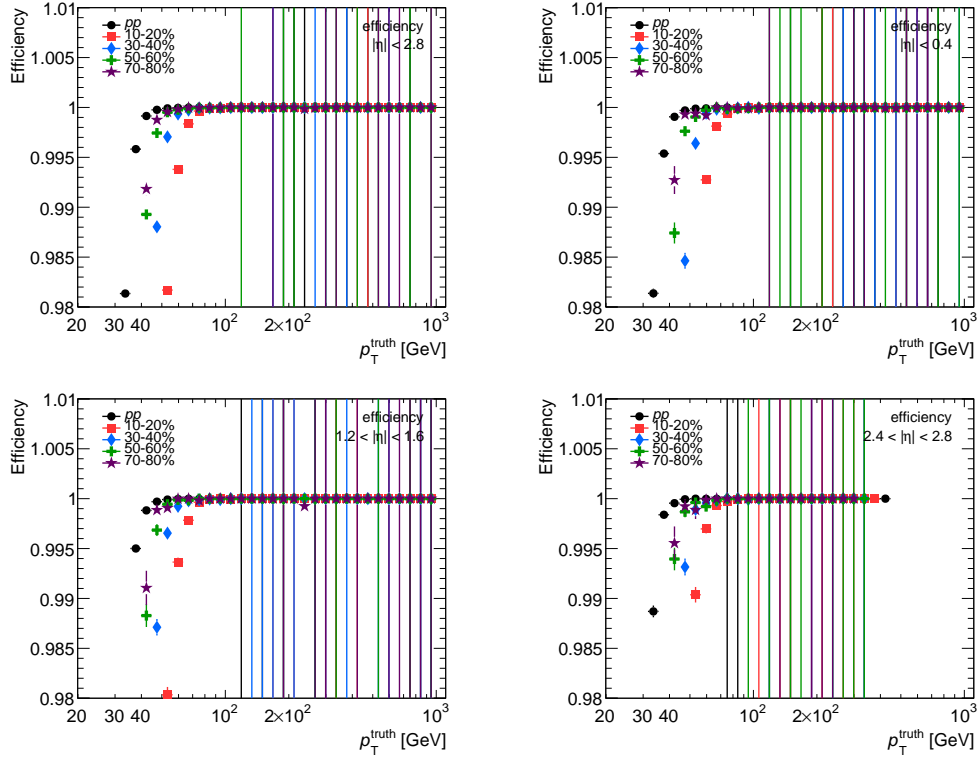 Efficiency
1.01
1.005
1
0.995
0.99
0.985
0.98
pp
10-20%
30-40%
50-60%
70-80%
efficiency
|η| < 2.8
20 30 40 10² 2×10² 10³
p_T^truth [GeV]
Efficiency
1.01
1.005
1
0.995
0.99
0.985
0.98
pp
10-20%
30-40%
50-60%
70-80%
efficiency
|η| < 0.4
20 30 40 10² 2×10² 10³
p_T^truth [GeV]
Efficiency
1.01
1.005
1
0.995
0.99
0.985
0.98
pp
10-20%
30-40%
50-60%
70-80%
efficiency
1.2 < |η| < 1.6
20 30 40 10² 2×10² 10³
p_T^truth [GeV]
Efficiency
1.01
1.005
1
0.995
0.99
0.985
0.98
pp
10-20%
30-40%
50-60%
70-80%
efficiency
2.4 < |η| < 2.8
20 30 40 10² 2×10² 10³
p_T^truth [GeV]